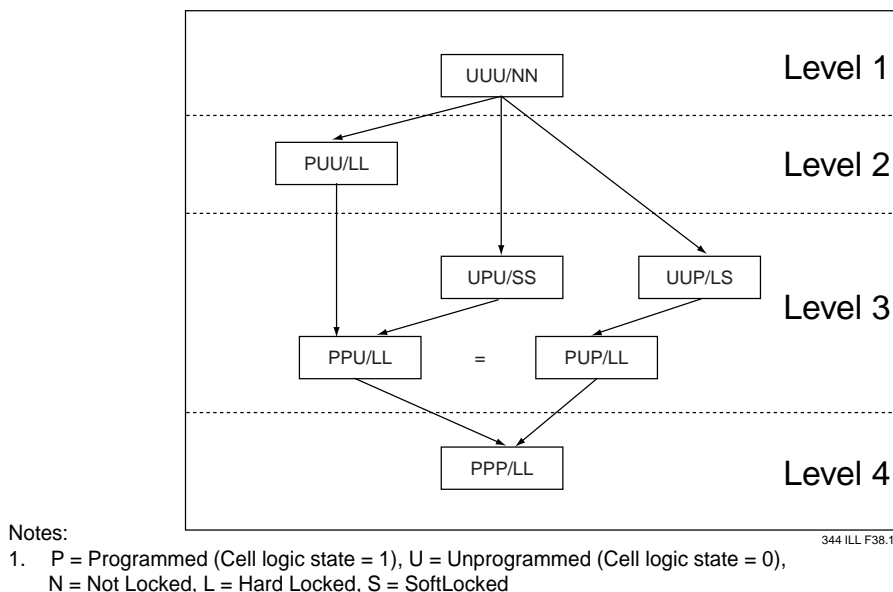 UUU/NN
Level 1
PUU/LL
Level 2
UPU/SS
UUP/LS
Level 3
PPU/LL
=
PUP/LL
PPP/LL
Level 4
344 ILL F38.1
Notes:
1. P = Programmed (Cell logic state = 1), U = Unprogrammed (Cell logic state = 0),
N = Not Locked, L = Hard Locked, S = SoftLocked